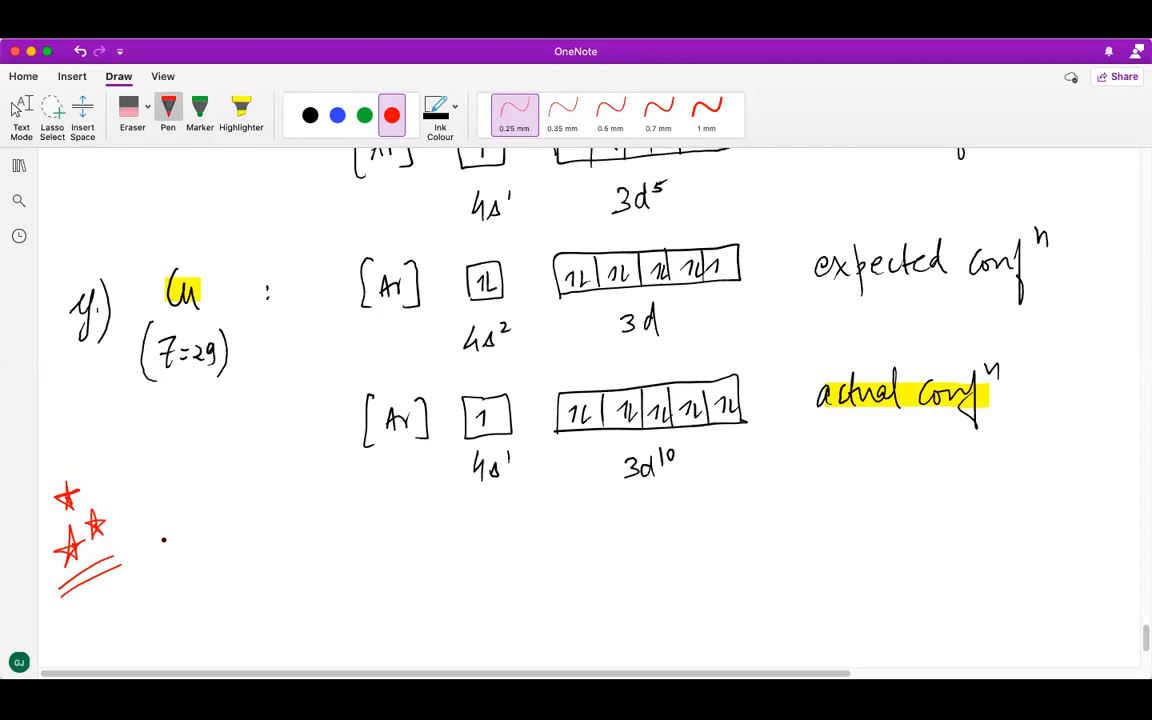 OneNote
Home Insert Draw View
Share
Text Mode
Lasso Select
Insert Space
Eraser
Pen
Marker
Highlighter
Ink Colour
0.25 mm
0.35 mm
0.5 mm
0.7 mm
1 mm
4s¹ 3d⁵
y.) Cu : [Ar] expected confⁿ
(Z=29) 4s² 3d
[Ar] actual confⁿ
4s¹ 3d¹⁰
GJ